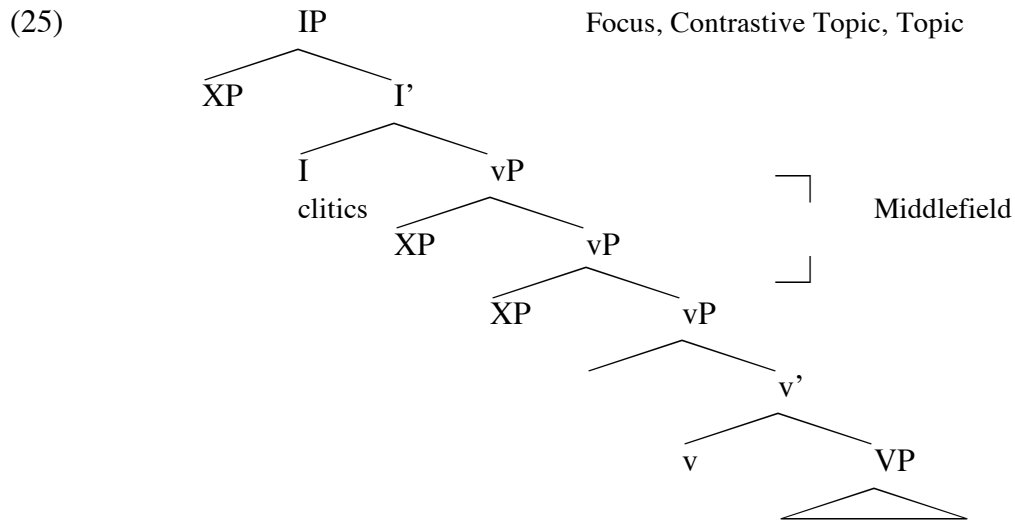 (25) IP Focus, Contrastive Topic, Topic
XP I’
I vP
clitics Middlefield
XP vP
XP vP
v’
v VP